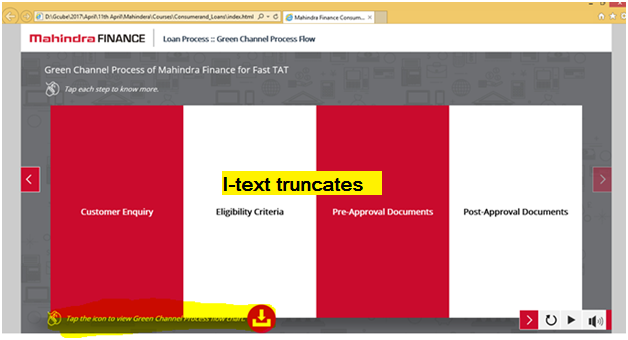 D:\Gcube\2017\April\11th April\Mahindera\Courses\Consumerand_Loans\index.html
Mahindra Finance Consum...
Mahindra FINANCE
Loan Process :: Green Channel Process Flow
Green Channel Process of Mahindra Finance for Fast TAT
Tap each step to know more.
I-text truncates
Customer Enquiry
Eligibility Criteria
Pre-Approval Documents
Post-Approval Documents
Tap the icon to view Green Channel Process flow chart.